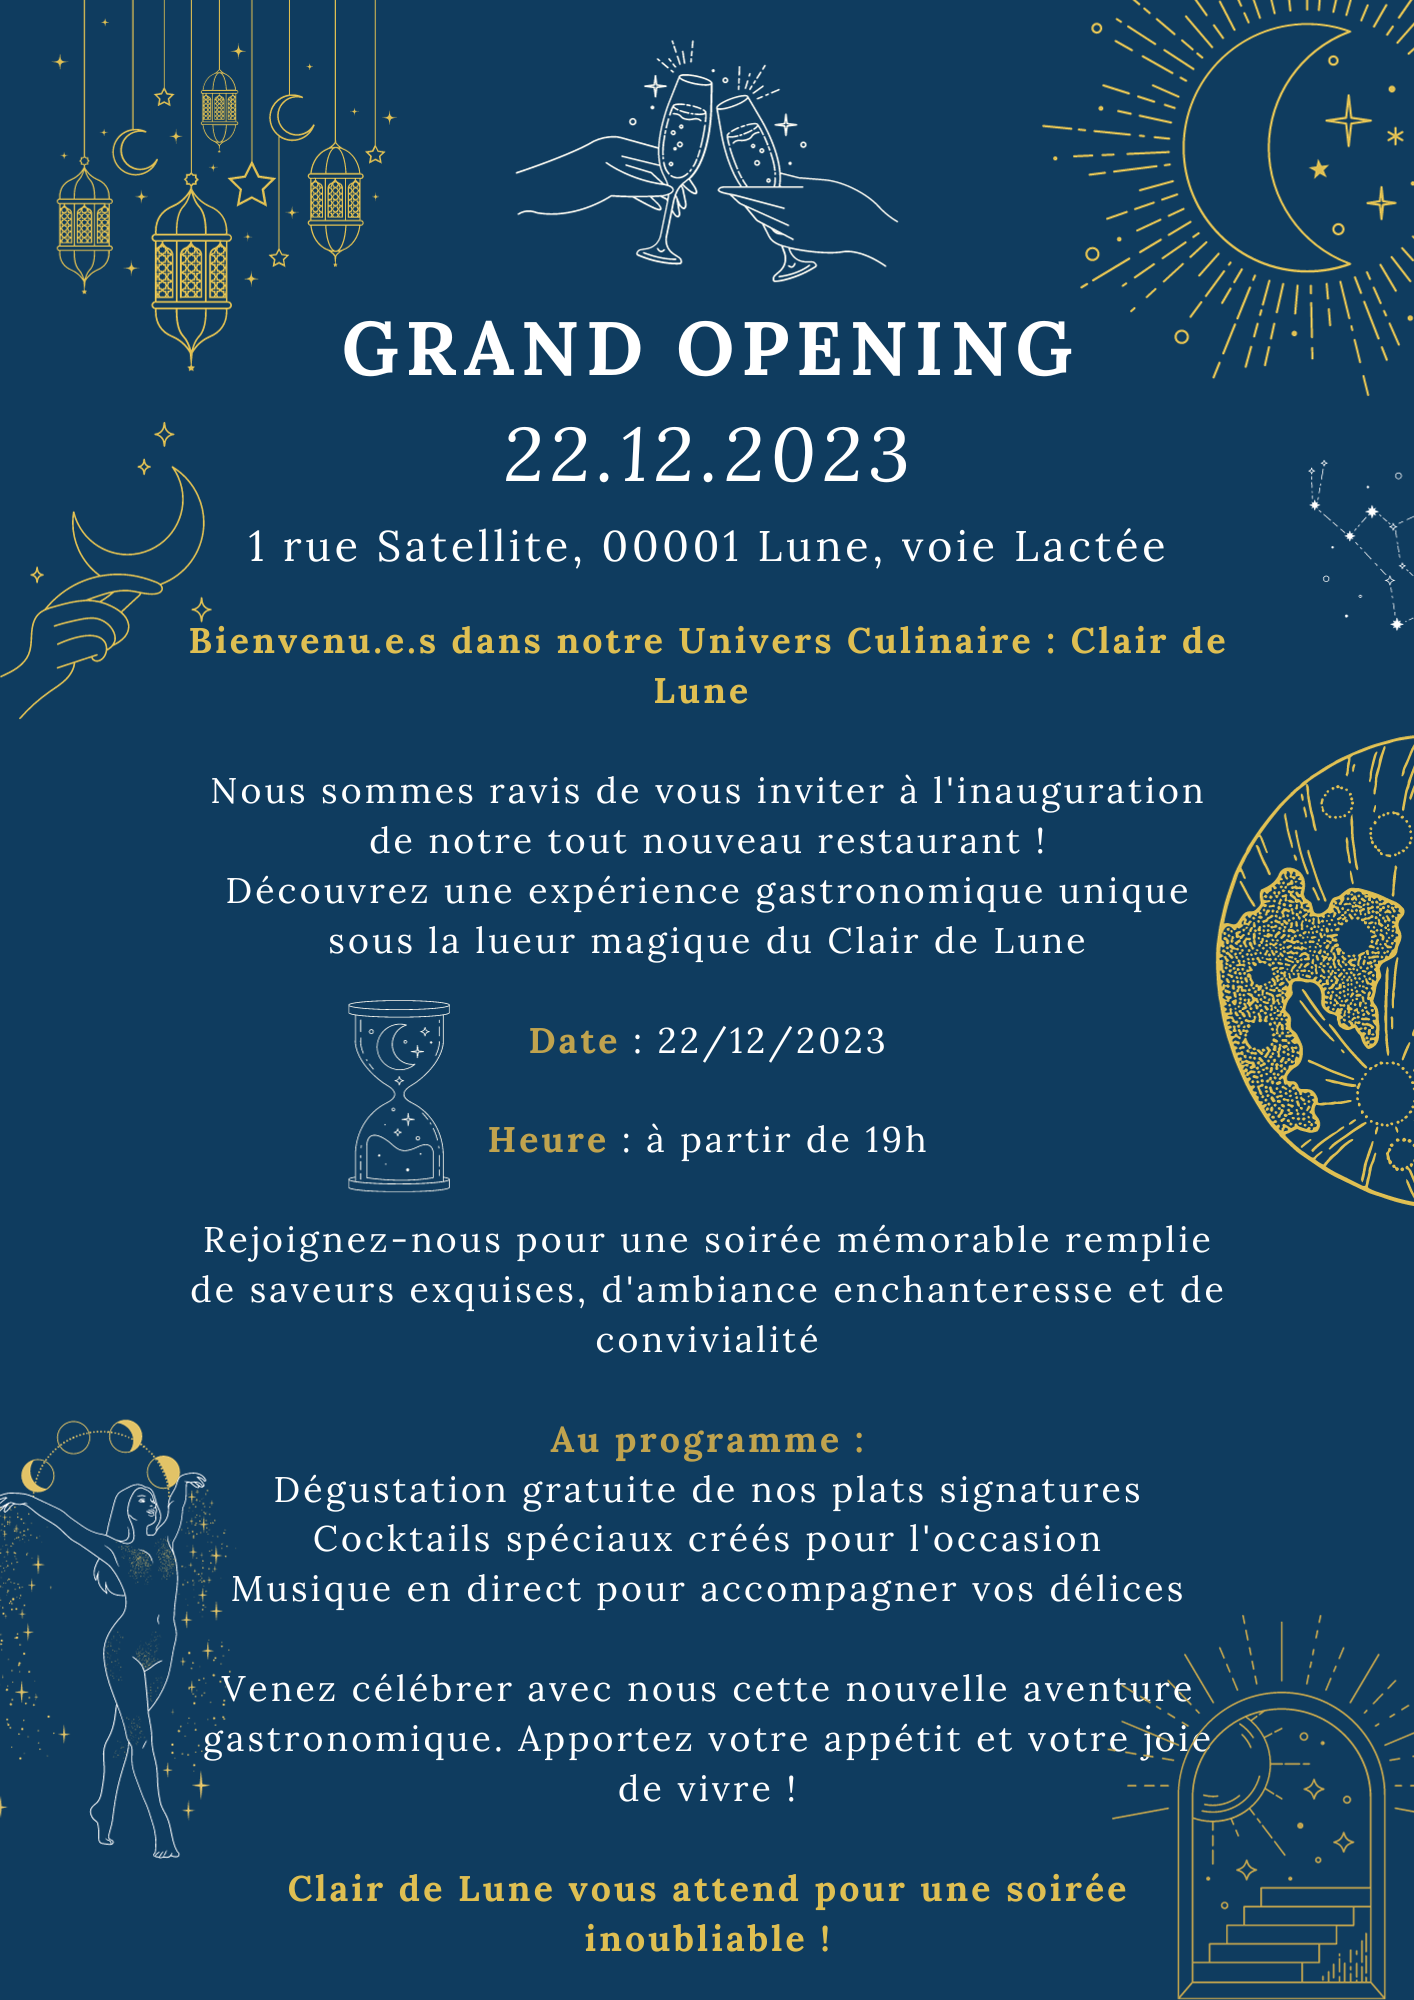 GRAND OPENING
22.12.2023
1 rue Satellite, 00001 Lune, voie Lactée
Bienvenu.e.s dans notre Univers Culinaire : Clair de
Lune
Nous sommes ravis de vous inviter à l'inauguration
de notre tout nouveau restaurant !
Découvrez une expérience gastronomique unique
sous la lueur magique du Clair de Lune
Date : 22/12/2023
Heure : à partir de 19h
Rejoignez-nous pour une soirée mémorable remplie
de saveurs exquises, d'ambiance enchanteresse et de
convivialité
Au programme :
Dégustation gratuite de nos plats signatures
Cocktails spéciaux créés pour l'occasion
Musique en direct pour accompagner vos délices
Venez célébrer avec nous cette nouvelle aventure
gastronomique. Apportez votre appétit et votre joie
de vivre !
Clair de Lune vous attend pour une soirée
inoubliable !